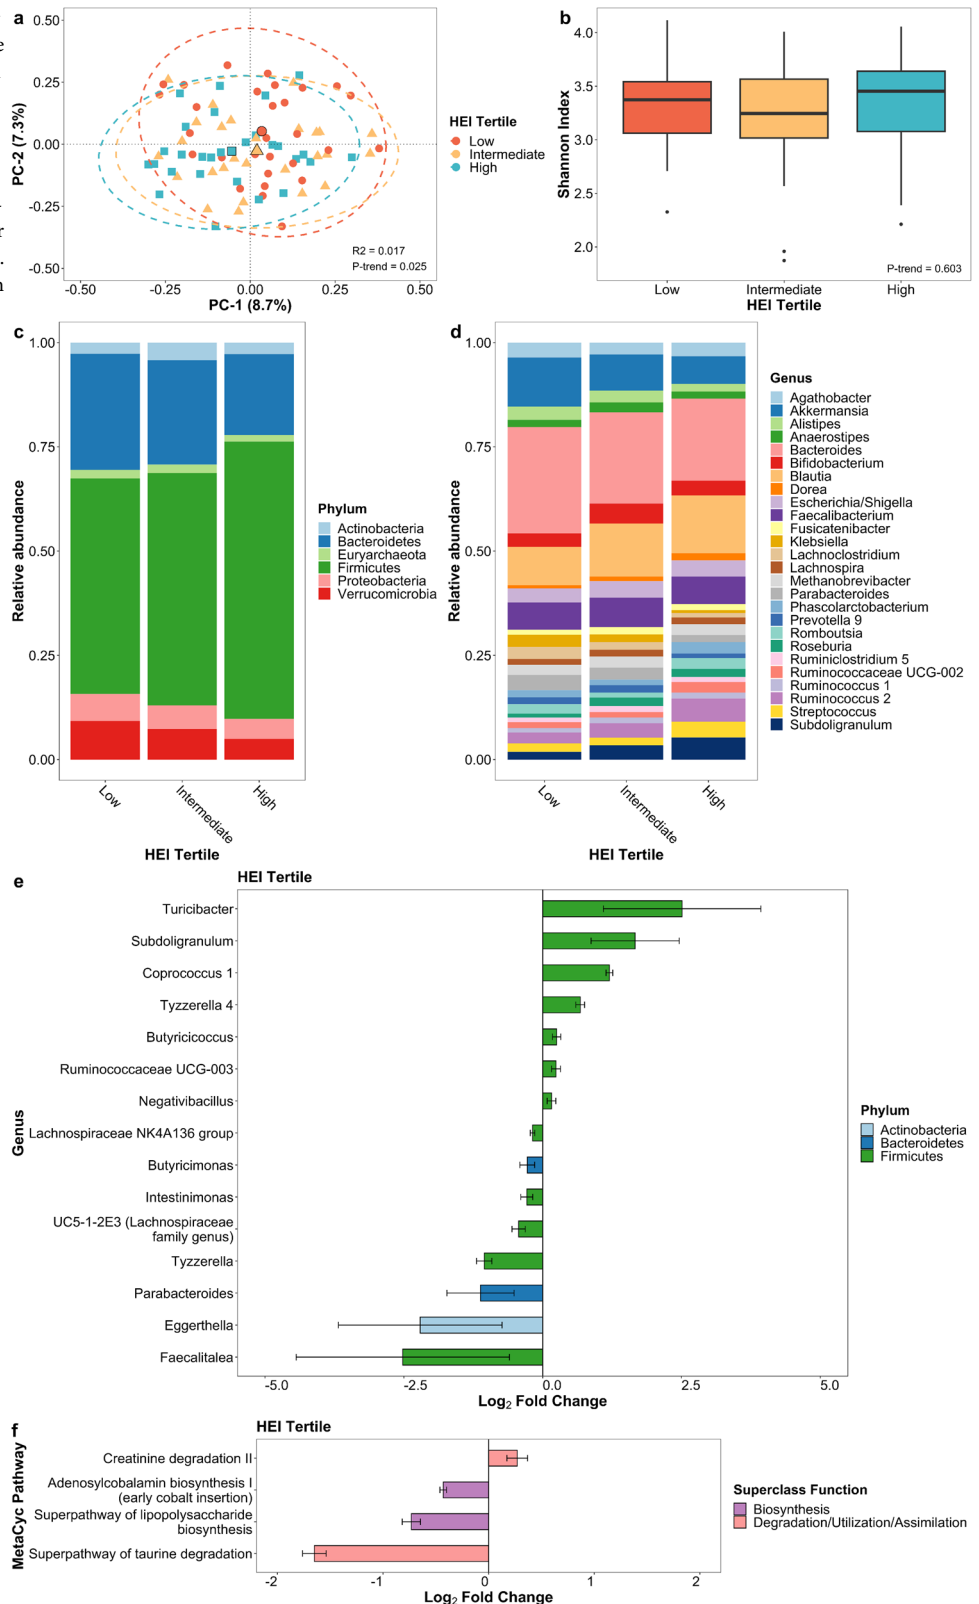 e
r
.
n
a
0.50
0.25
0.00
-0.25
-0.50
PC-2 (7.3%)
R2 = 0.017
P-trend = 0.025
-0.50
-0.25
0.00
0.25
0.50
PC-1 (8.7%)
HEI Tertile
Low
Intermediate
High
b
4.0
3.5
3.0
2.5
2.0
Shannon Index
P-trend = 0.603
Low
Intermediate
High
HEI Tertile
c
1.00
0.75
0.50
0.25
0.00
Relative abundance
Low
Intermediate
High
HEI Tertile
Phylum
Actinobacteria
Bacteroidetes
Euryarchaeota
Firmicutes
Proteobacteria
Verrucomicrobia
d
1.00
0.75
0.50
0.25
0.00
Relative abundance
Low
Intermediate
High
HEI Tertile
Genus
Agathobacter
Akkermansia
Alistipes
Anaerostipes
Bacteroides
Bifidobacterium
Blautia
Dorea
Escherichia/Shigella
Faecalibacterium
Fusicatenibacter
Klebsiella
Lachnoclostridium
Lachnospira
Methanobrevibacter
Parabacteroides
Phascolarctobacterium
Prevotella 9
Romboutsia
Roseburia
Ruminiclostridium 5
Ruminococcaceae UCG-002
Ruminococcus 1
Ruminococcus 2
Streptococcus
Subdoligranulum
e
HEI Tertile
Genus
Turicibacter
Subdoligranulum
Coprococcus 1
Tyzzerella 4
Butyricicoccus
Ruminococcaceae UCG-003
Negativibacillus
Lachnospiraceae NK4A136 group
Butyricimonas
Intestinimonas
UC5-1-2E3 (Lachnospiraceae
family genus)
Tyzzerella
Parabacteroides
Eggerthella
Faecalitalea
-5.0
-2.5
0.0
2.5
5.0
Log2 Fold Change
Phylum
Actinobacteria
Bacteroidetes
Firmicutes
f
HEI Tertile
MetaCyc Pathway
Creatinine degradation II
Adenosylcobalamin biosynthesis I
(early cobalt insertion)
Superpathway of lipopolysaccharide
biosynthesis
Superpathway of taurine degradation
-2
-1
0
1
2
Log2 Fold Change
Superclass Function
Biosynthesis
Degradation/Utilization/Assimilation